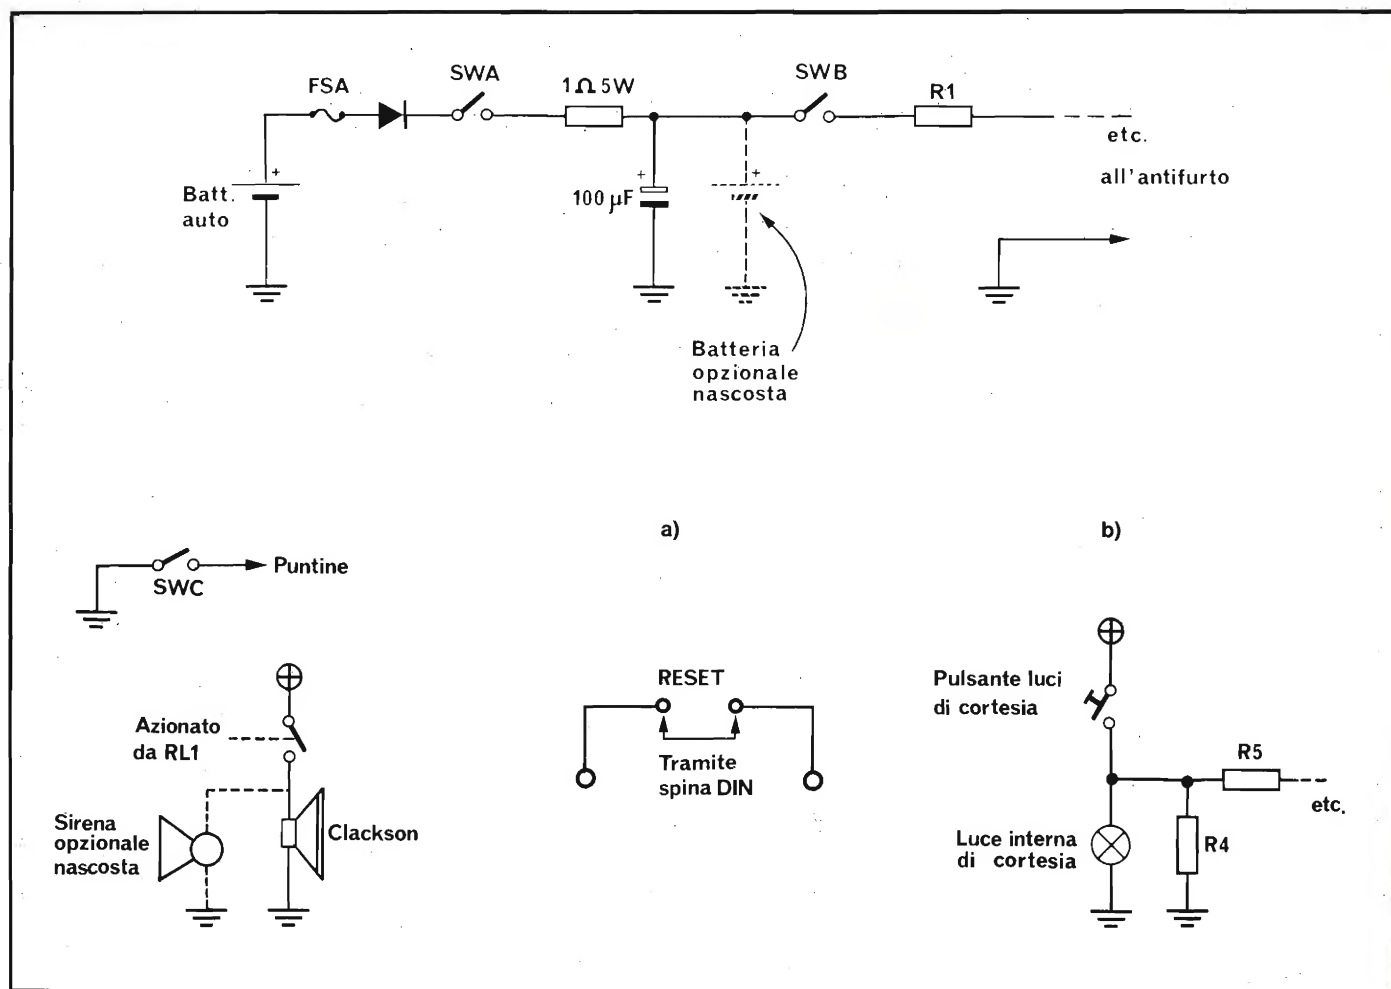 FSA
SWA
1Ω 5W
SWB
R1
etc.
all'antifurto
+
Batt.
auto
+
100 µF
+
Batteria
opzionale
nascosta
a)
b)
Puntine
SWC
Azionato
da RL1
Sirena
opzionale
nascosta
Clackson
RESET
Tramite
spina DIN
Pulsante luci
di cortesia
R5
etc.
Luce interna
di cortesia
R4